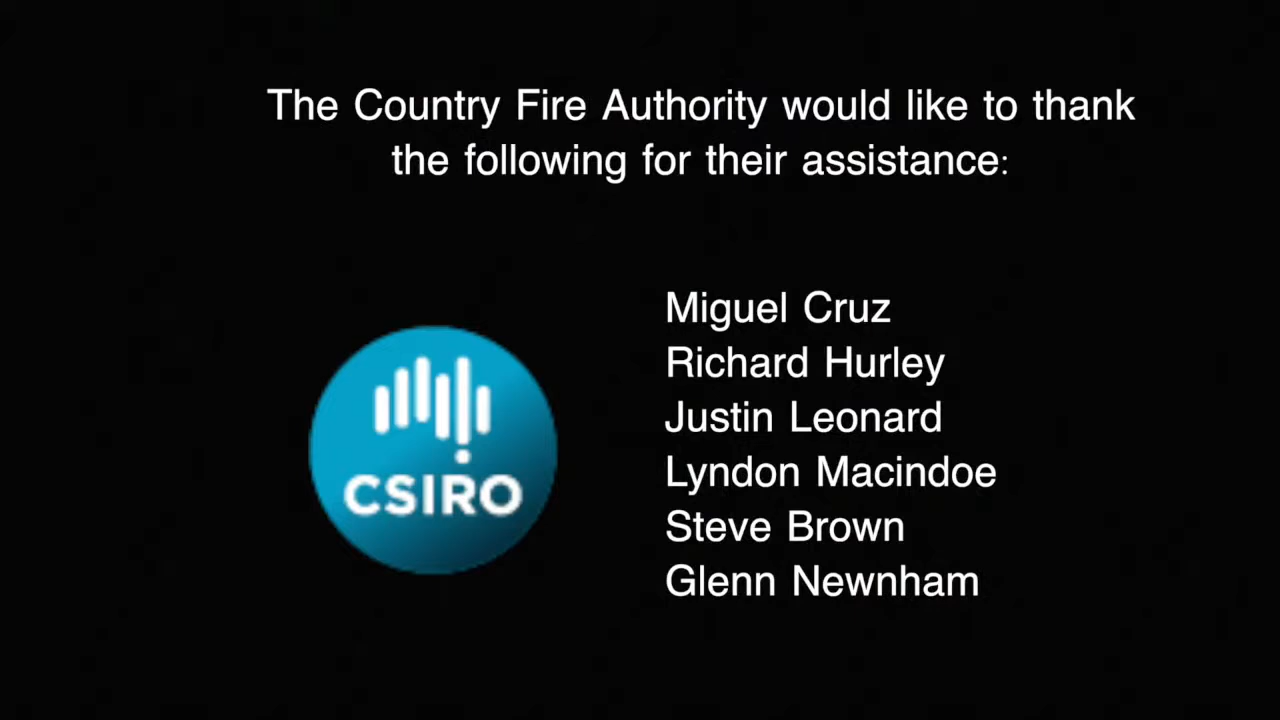 The Country Fire Authority would like to thank
the following for their assistance:
CSIRO
Miguel Cruz
Richard Hurley
Justin Leonard
Lyndon Macindoe
Steve Brown
Glenn Newnham